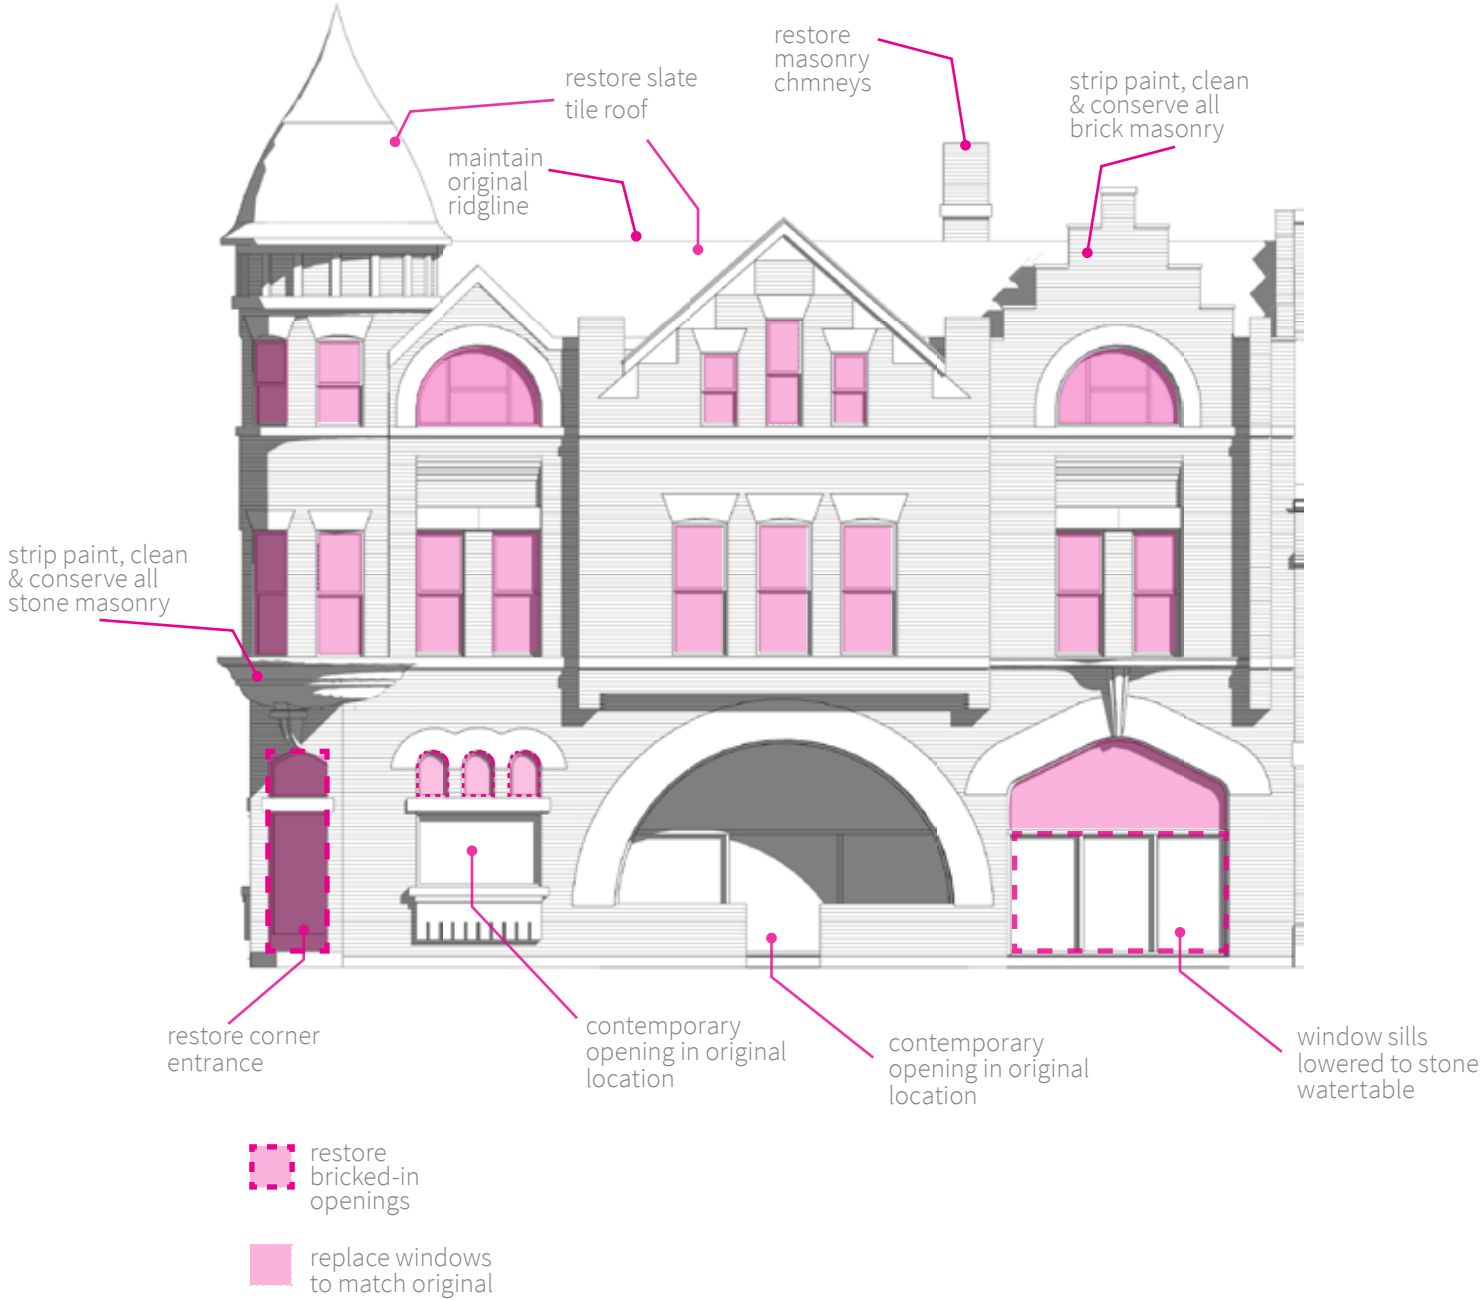 restore
masonry
chmneys
restore slate
tile roof
strip paint, clean
& conserve all
brick masonry
maintain
original
ridgline
strip paint, clean
& conserve all
stone masonry
restore corner
entrance
contemporary
opening in original
location
contemporary
opening in original
location
window sills
lowered to stone
watertable
restore
bricked-in
openings
replace windows
to match original